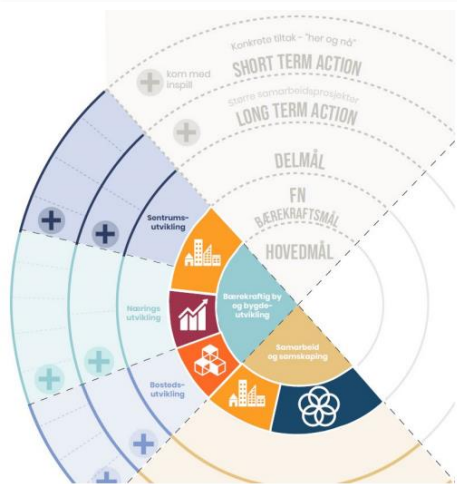 Konkrete tiltak - "her og nå"
SHORT TERM ACTION
kom med
inspill
Større samarbeidsprosjekter
LONG TERM ACTION
DELMÅL
FN
BÆREKRAFTSMÅL
HOVEDMÅL
Sentrums-
utvikling
Nærings
utvikling
Bosteds-
utvikling
Bærekraftig by
og bygde-
utvikling
Samarbeid
og samskaping